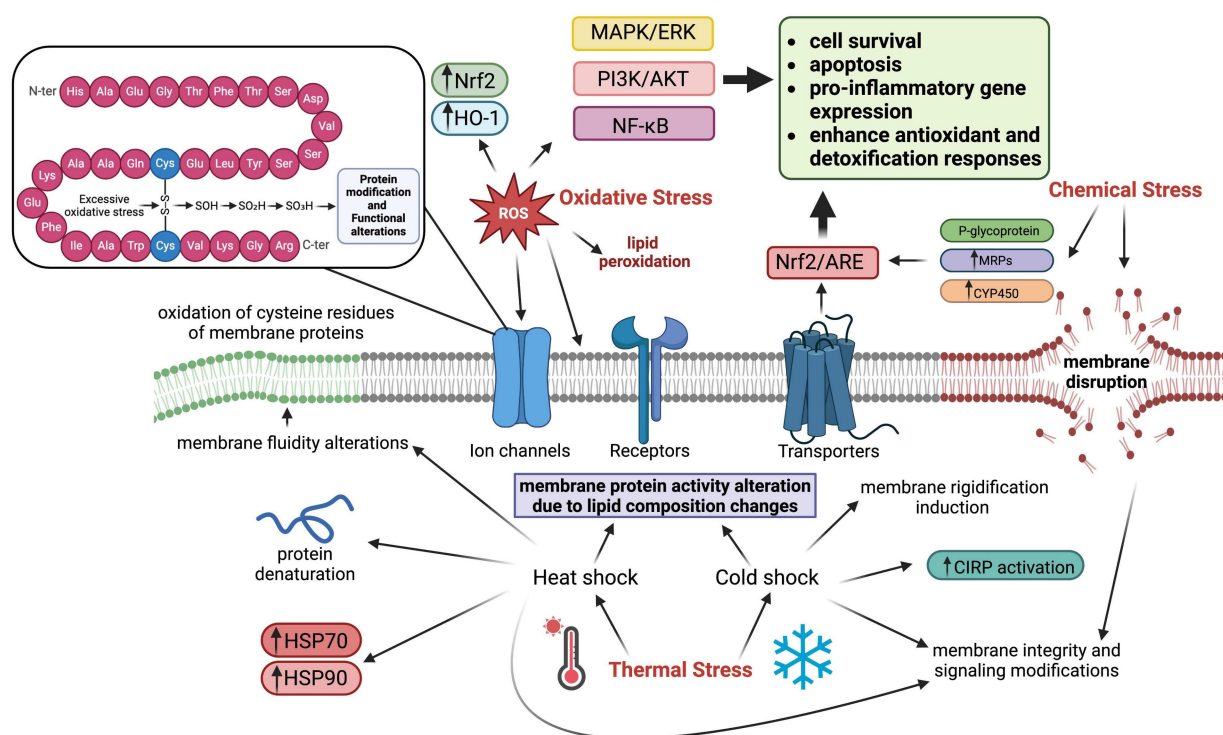 MAPK/ERK
PI3K/AKT
NF-κB
• cell survival
• apoptosis
• pro-inflammatory gene
expression
• enhance antioxidant and
detoxification responses
Nrf2
HO-1
N-ter His Ala Glu Gly Thr Phe Thr Ser
Asp
Val
Ser
Ala Ala Gln Cys Glu Leu Tyr Ser
Lys
Glu
Phe
Ile Ala Trp Cys Val Lys Gly Arg C-ter
Excessive
oxidative stress
S
S
SOH SO₂H SO₃H
Protein
modification
and
Functional
alterations
ROS
Oxidative Stress
lipid
peroxidation
Chemical Stress
P-glycoprotein
MRPs
CYP450
Nrf2/ARE
oxidation of cysteine residues
of membrane proteins
membrane
disruption
membrane fluidity alterations
Ion channels
Receptors
Transporters
membrane protein activity alteration
due to lipid composition changes
membrane rigidification
induction
protein
denaturation
Heat shock
Cold shock
CIRP activation
HSP70
HSP90
Thermal Stress
membrane integrity and
signaling modifications